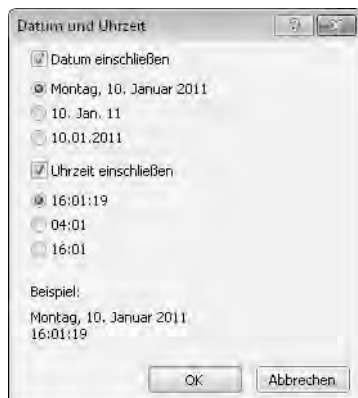 Datum und Uhrzeit
Datum einschließen
Montag, 10. Januar 2011
10. Jan. 11
10.01.2011
Uhrzeit einschließen
16:01:19
04:01
16:01
Beispiel:
Montag, 10. Januar 2011
16:01:19
OK
Abbrechen